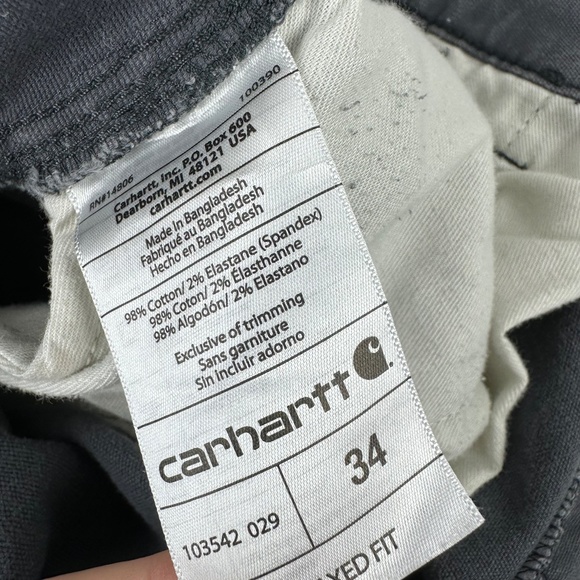 100390
RN#14806
Carhartt, Inc. P.O. Box 600
Dearborn, MI 48121 USA
carhartt.com
Made in Bangladesh
Fabriqué au Bangladesh
Hecho en Bangladesh
98% Cotton/ 2% Elastane (Spandex)
98% Coton/ 2% Élasthanne
98% Algodón/ 2% Elastano
Exclusive of trimming
Sans garniture
Sin incluir adorno
carhartt
103542 029
34
FIT